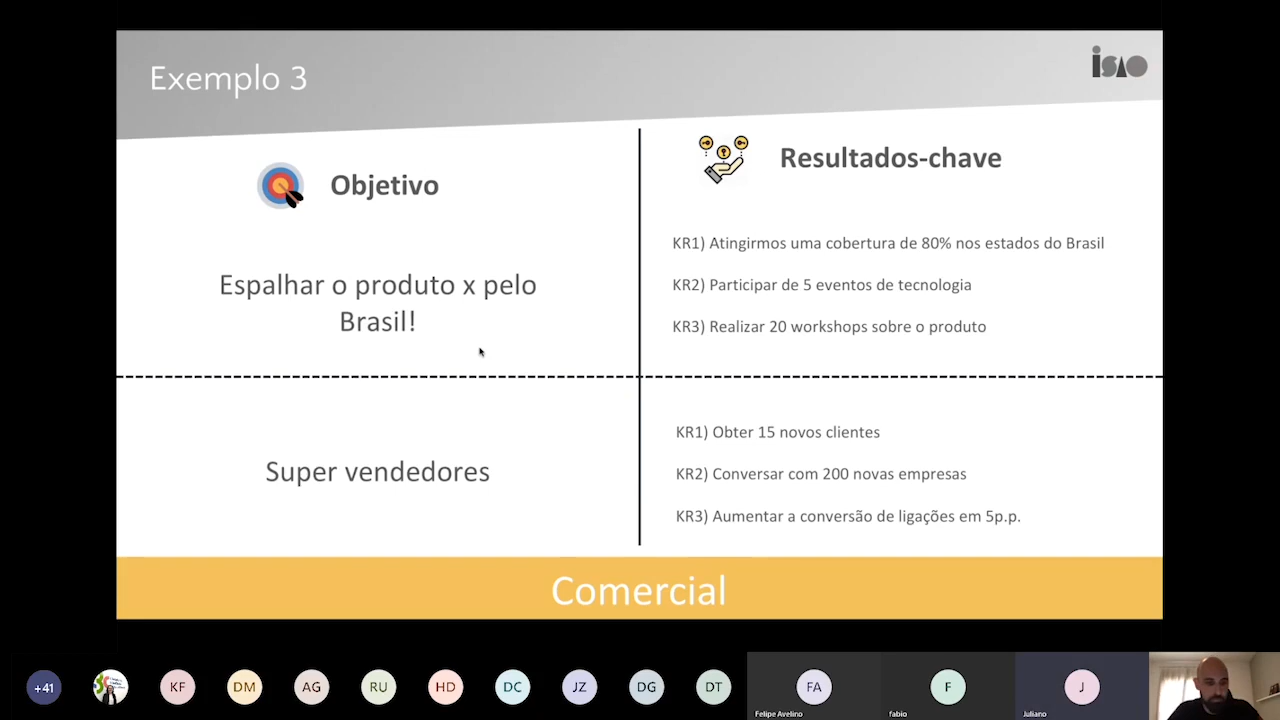 Exemplo 3
isao
Objetivo
Resultados-chave
Espalhar o produto x pelo
Brasil!
KR1) Atingirmos uma cobertura de 80% nos estados do Brasil
KR2) Participar de 5 eventos de tecnologia
KR3) Realizar 20 workshops sobre o produto
Super vendedores
KR1) Obter 15 novos clientes
KR2) Conversar com 200 novas empresas
KR3) Aumentar a conversão de ligações em 5p.p.
Comercial
+41
KF
DM
AG
RU
HD
DC
JZ
DG
DT
FA
F
J
Felipe Avelino
fabio
Juliano